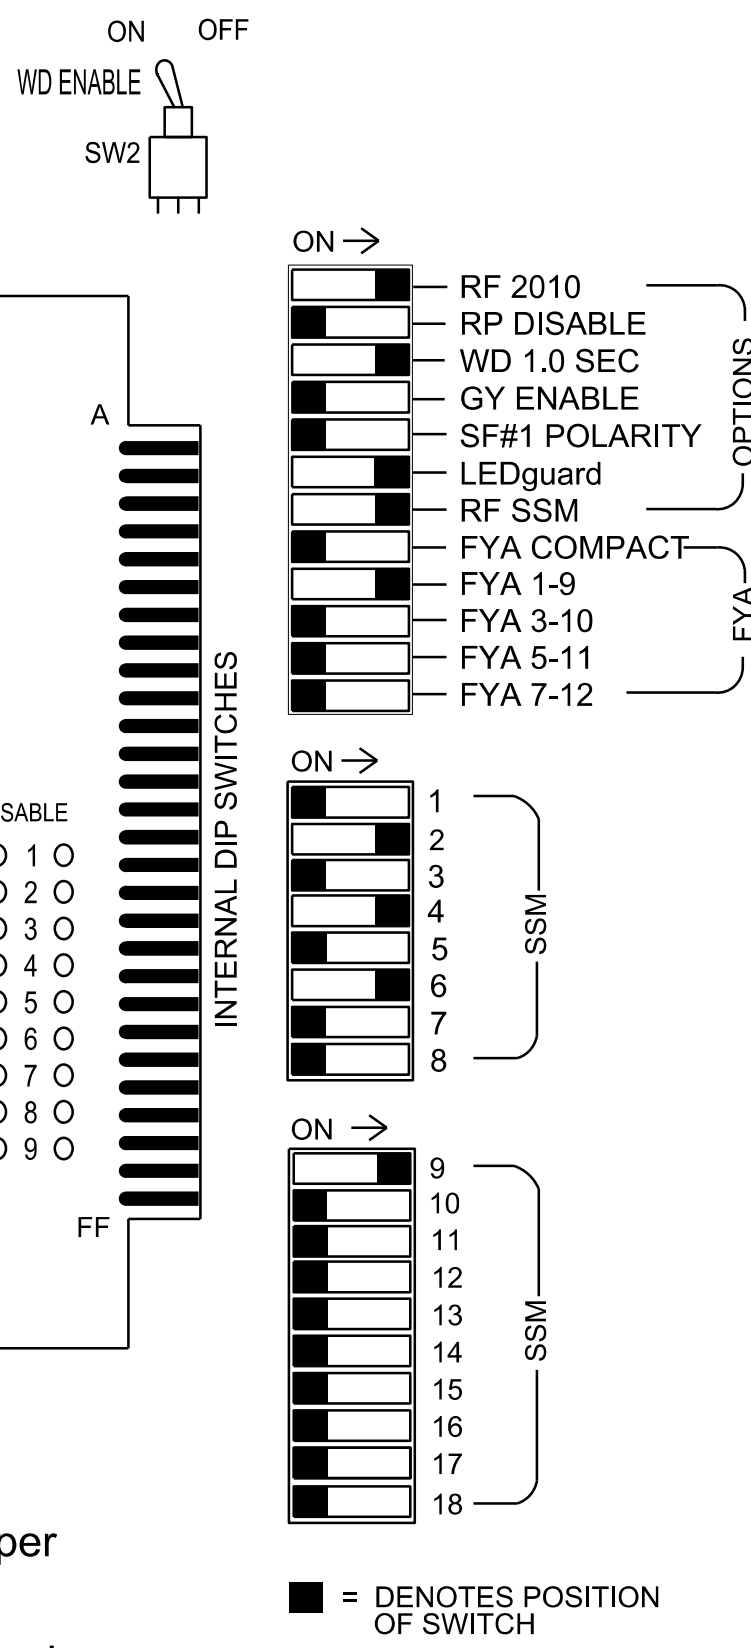 ON OFF
WD ENABLE
SW2
ON →
RF 2010
RP DISABLE
WD 1.0 SEC
GY ENABLE
SF#1 POLARITY
LEDguard
RF SSM
OPTIONS
FYA COMPACT
FYA 1-9
FYA 3-10
FYA 5-11
FYA 7-12
FYA
A
FF
INTERNAL DIP SWITCHES
SABLE
1
2
3
4
5
6
7
8
9
ON →
1
2
3
4
5
6
7
8
SSM
ON →
9
10
11
12
13
14
15
16
17
18
SSM
per
= DENOTES POSITION
OF SWITCH